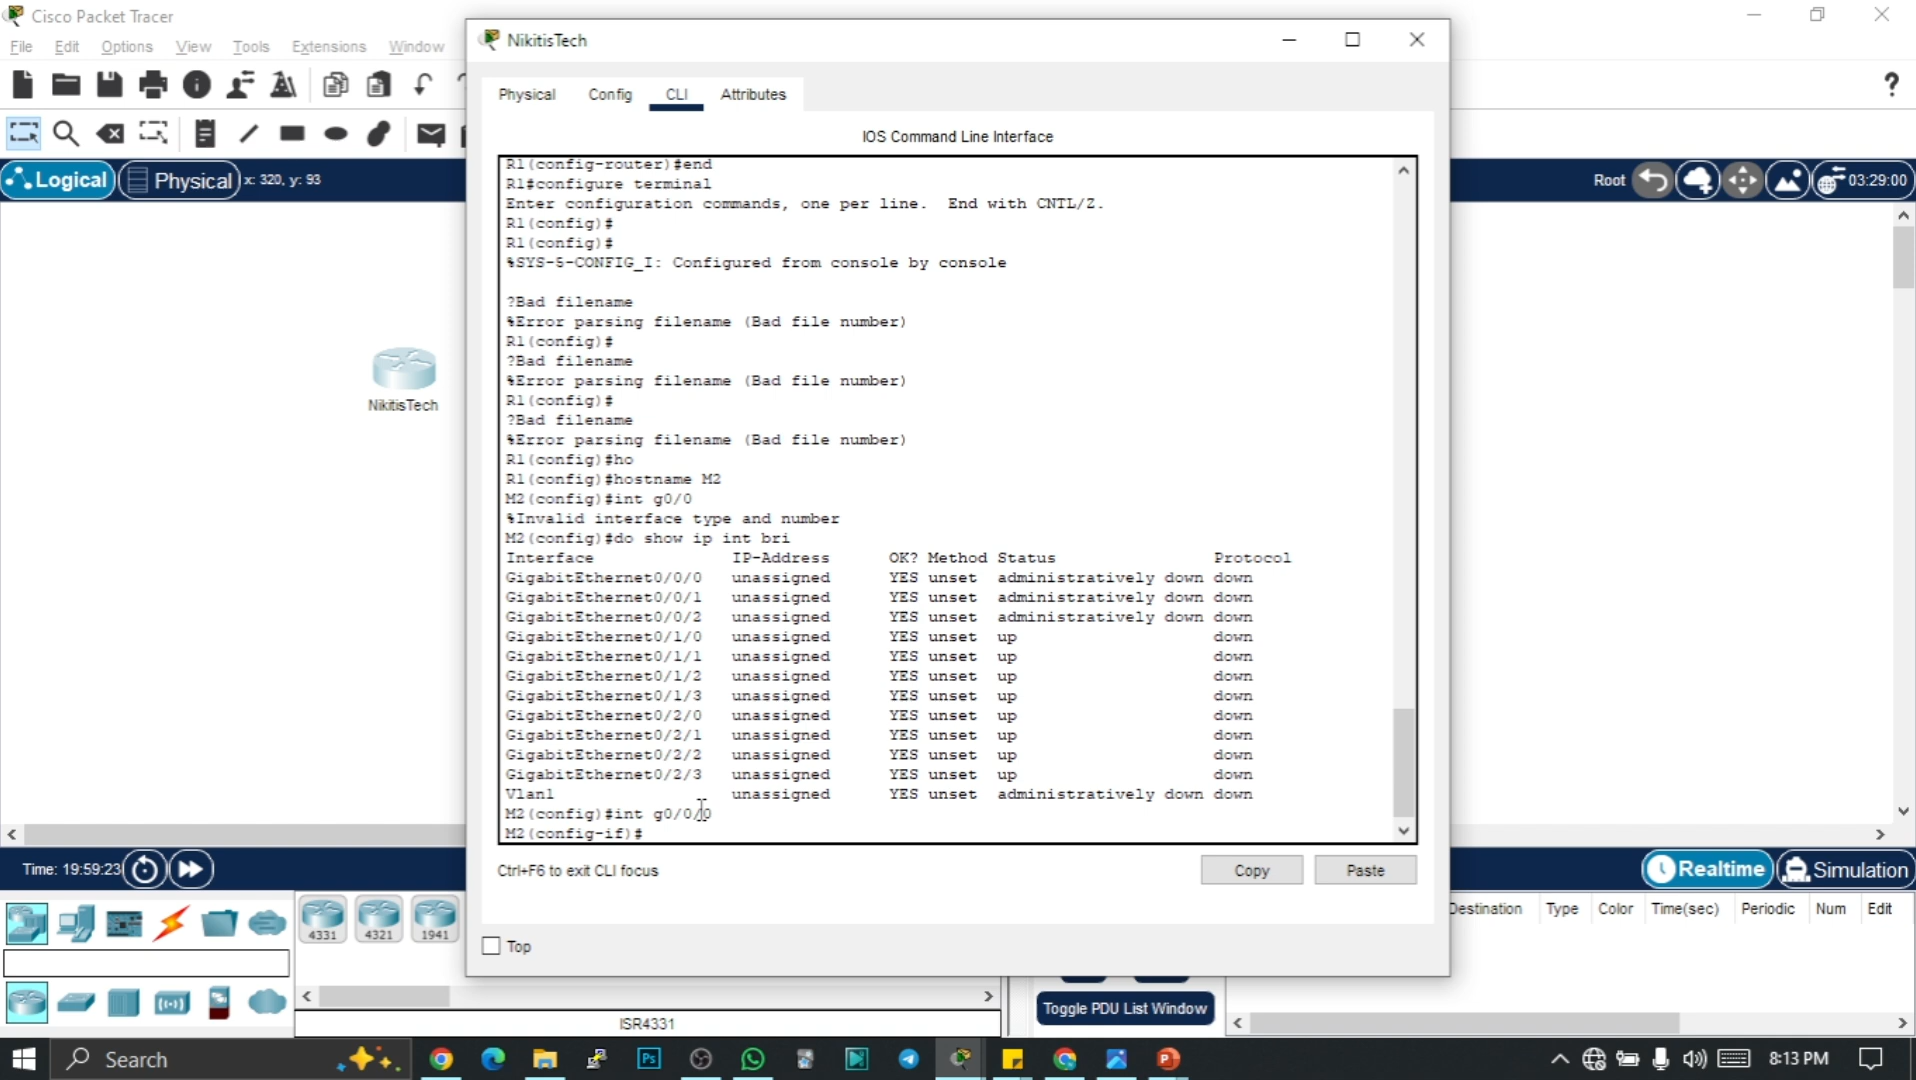 Cisco Packet Tracer
File Edit Options View Tools Extensions Window
Logical Physical x: 320, y: 93
Root 03:29:00
NikitisTech
NikitisTech
Physical Config CLI Attributes
IOS Command Line Interface
R1(config-router)#end
R1#configure terminal
Enter configuration commands, one per line.  End with CNTL/Z.
R1(config)#
R1(config)#
%SYS-5-CONFIG_I: Configured from console by console
?Bad filename
%Error parsing filename (Bad file number)
R1(config)#
?Bad filename
%Error parsing filename (Bad file number)
R1(config)#
?Bad filename
%Error parsing filename (Bad file number)
R1(config)#ho
R1(config)#hostname M2
M2(config)#int g0/0
%Invalid interface type and number
M2(config)#do show ip int bri
Interface IP-Address OK? Method Status Protocol
GigabitEthernet0/0/0 unassigned YES unset administratively down down
GigabitEthernet0/0/1 unassigned YES unset administratively down down
GigabitEthernet0/0/2 unassigned YES unset administratively down down
GigabitEthernet0/1/0 unassigned YES unset up down
GigabitEthernet0/1/1 unassigned YES unset up down
GigabitEthernet0/1/2 unassigned YES unset up down
GigabitEthernet0/1/3 unassigned YES unset up down
GigabitEthernet0/2/0 unassigned YES unset up down
GigabitEthernet0/2/1 unassigned YES unset up down
GigabitEthernet0/2/2 unassigned YES unset up down
GigabitEthernet0/2/3 unassigned YES unset up down
Vlan1 unassigned YES unset administratively down down
M2(config)#int g0/0/0
M2(config-if)#
Ctrl+F6 to exit CLI focus
Copy Paste
Top
Time: 19:59:23
Realtime Simulation
4331 4321 1941
Destination Type Color Time(sec) Periodic Num Edit
Toggle PDU List Window
ISR4331
Search
Ps
8:13 PM